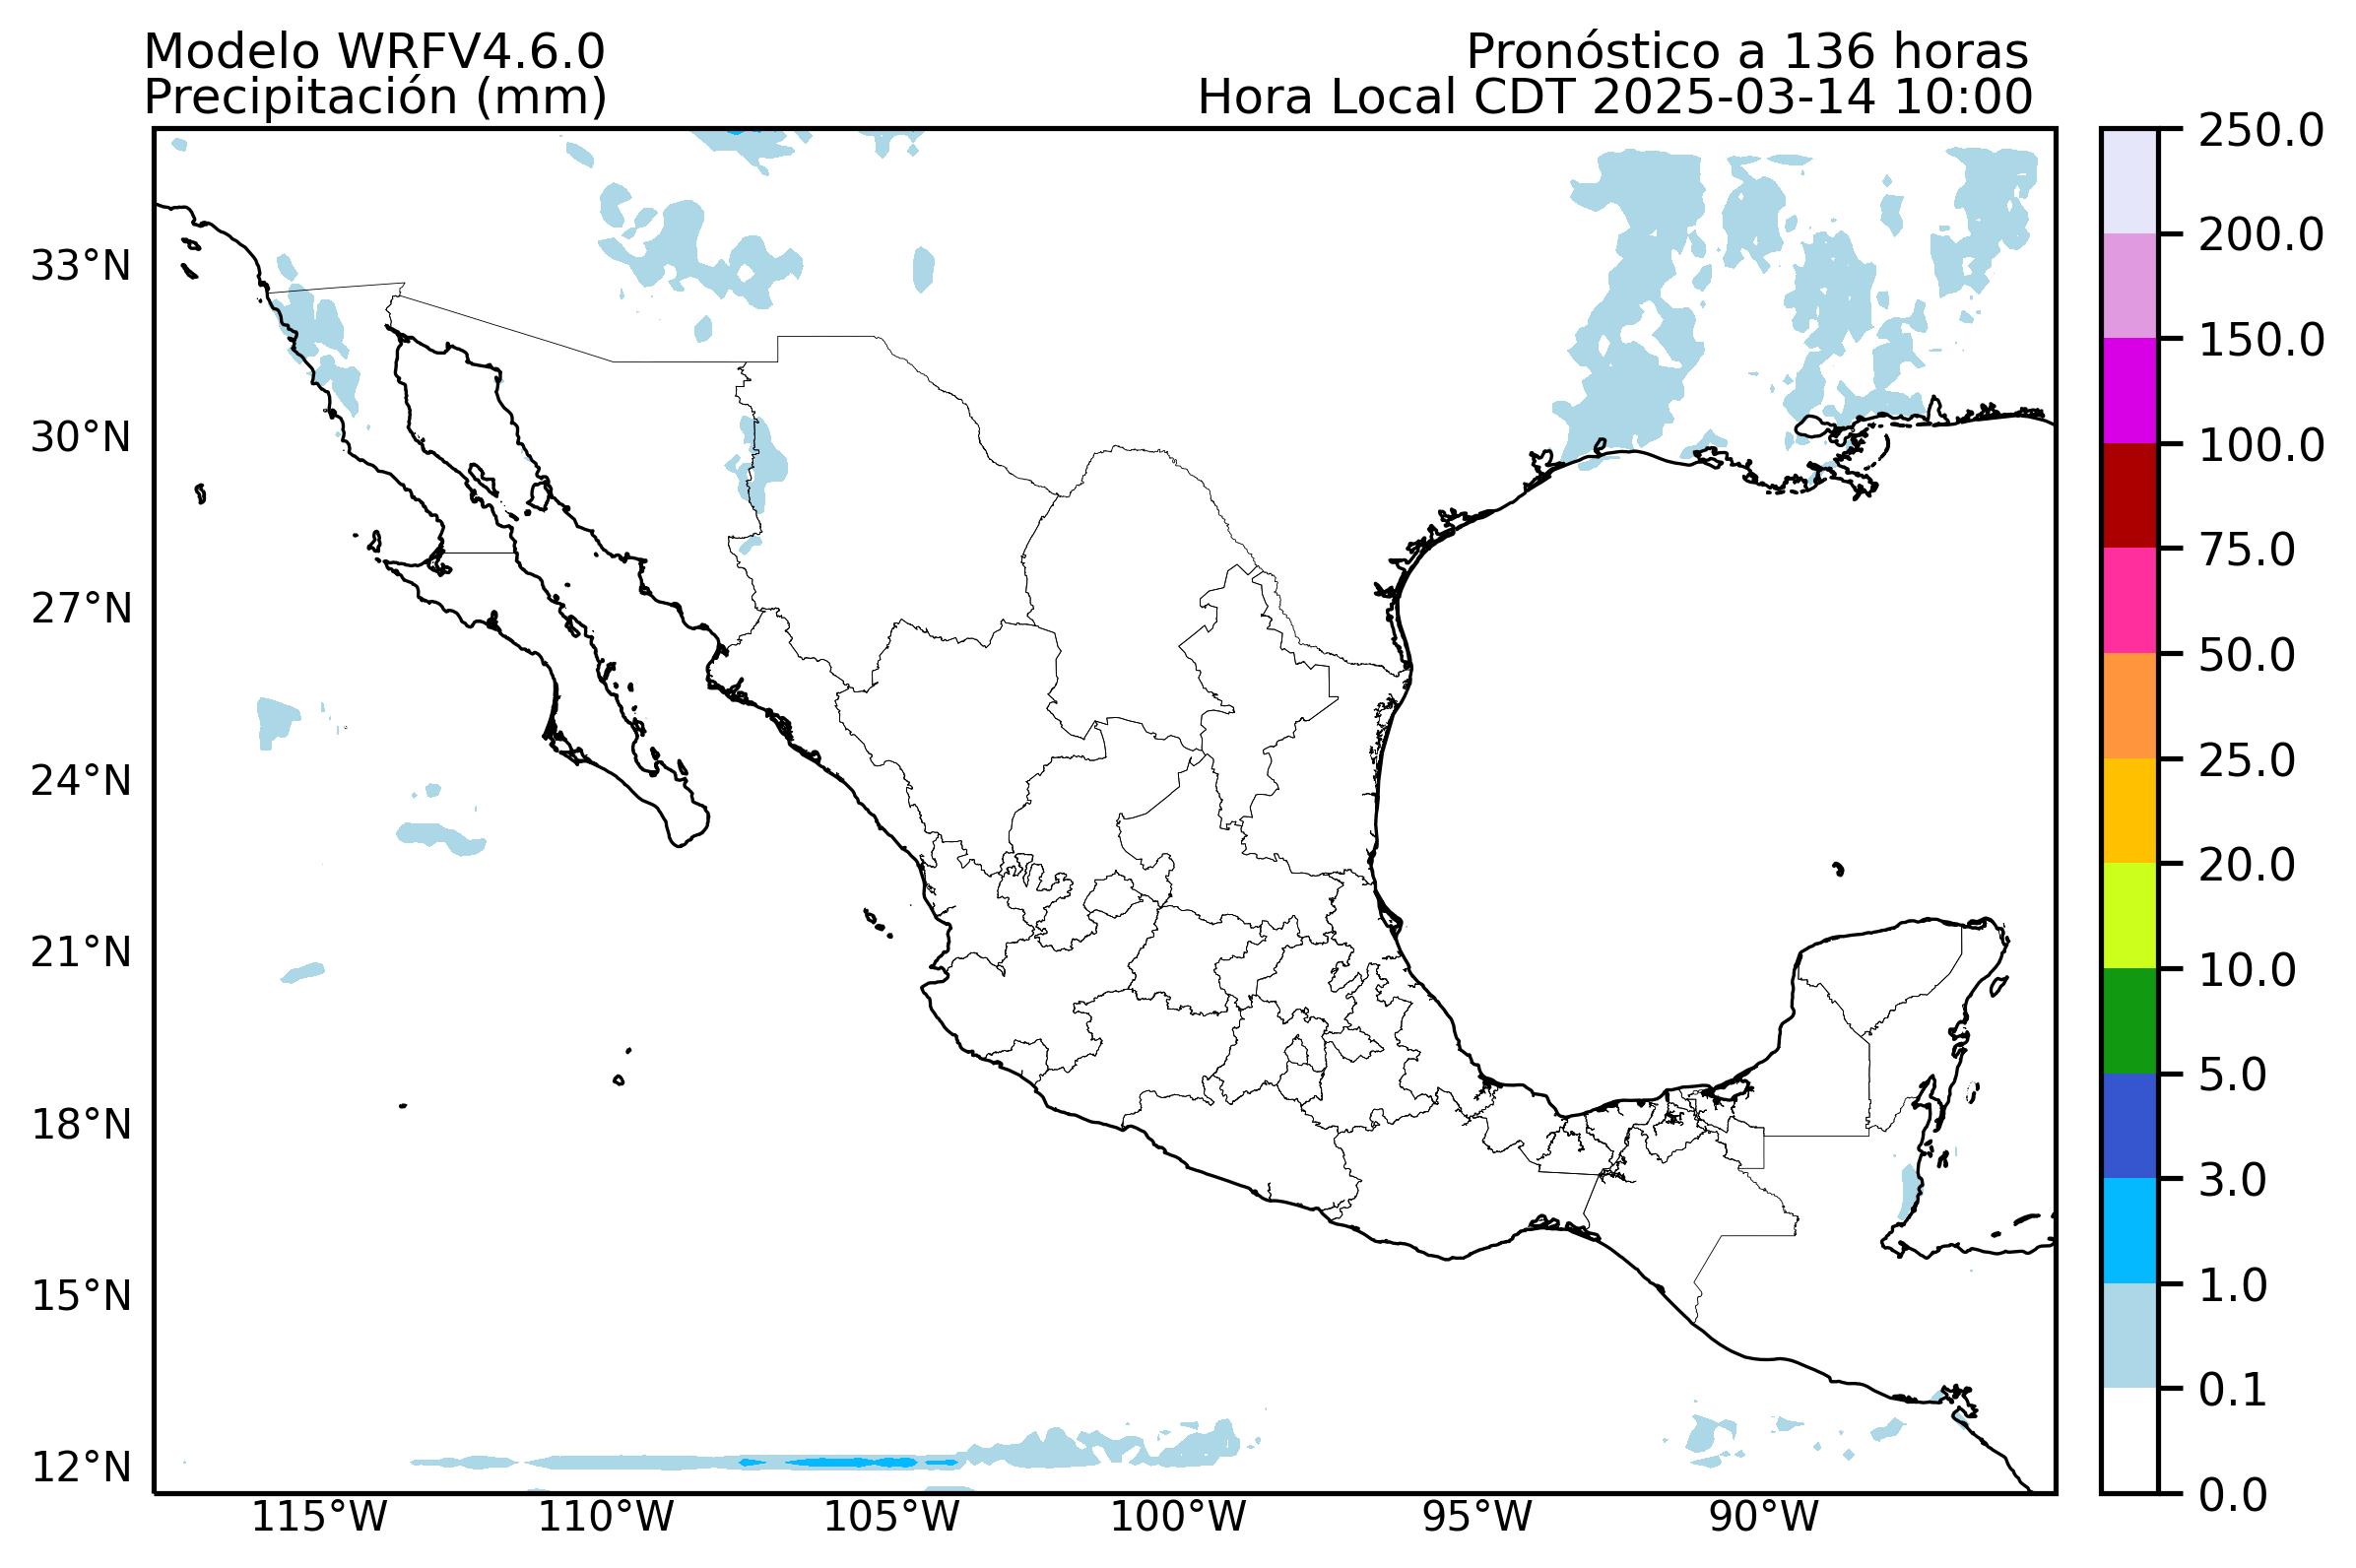 Modelo WRFV4.6.0
Precipitación (mm)
Pronóstico a 136 horas
Hora Local CDT 2025-03-14 10:00
33°N
30°N
27°N
24°N
21°N
18°N
15°N
12°N
115°W
110°W
105°W
100°W
95°W
90°W
250.0
200.0
150.0
100.0
75.0
50.0
25.0
20.0
10.0
5.0
3.0
1.0
0.1
0.0